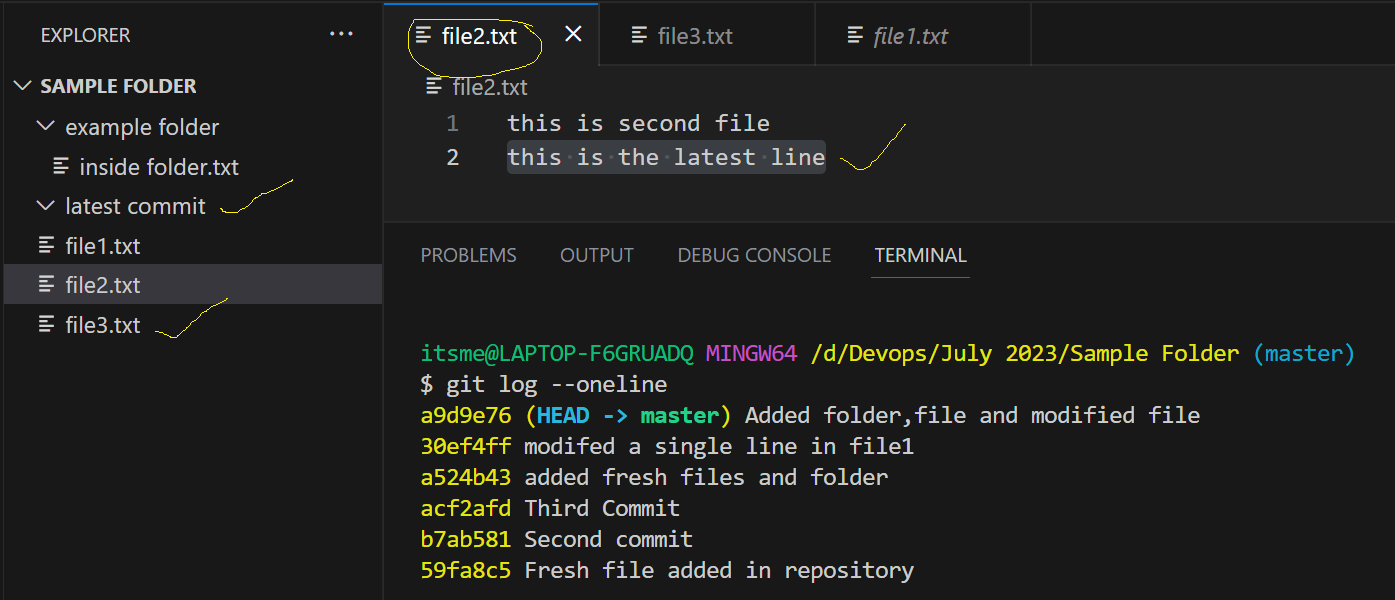 EXPLORER ...
SAMPLE FOLDER
example folder
inside folder.txt
latest commit
file1.txt
file2.txt
file3.txt
file2.txt file3.txt file1.txt
file2.txt
1 this is second file
2 this is the latest line
PROBLEMS OUTPUT DEBUG CONSOLE TERMINAL
itsme@LAPTOP-F6GRUADQ MINGW64 /d/Devops/July 2023/Sample Folder (master)
$ git log --oneline
a9d9e76 (HEAD -> master) Added folder,file and modified file
30ef4ff modifed a single line in file1
a524b43 added fresh files and folder
acf2afd Third Commit
b7ab581 Second commit
59fa8c5 Fresh file added in repository